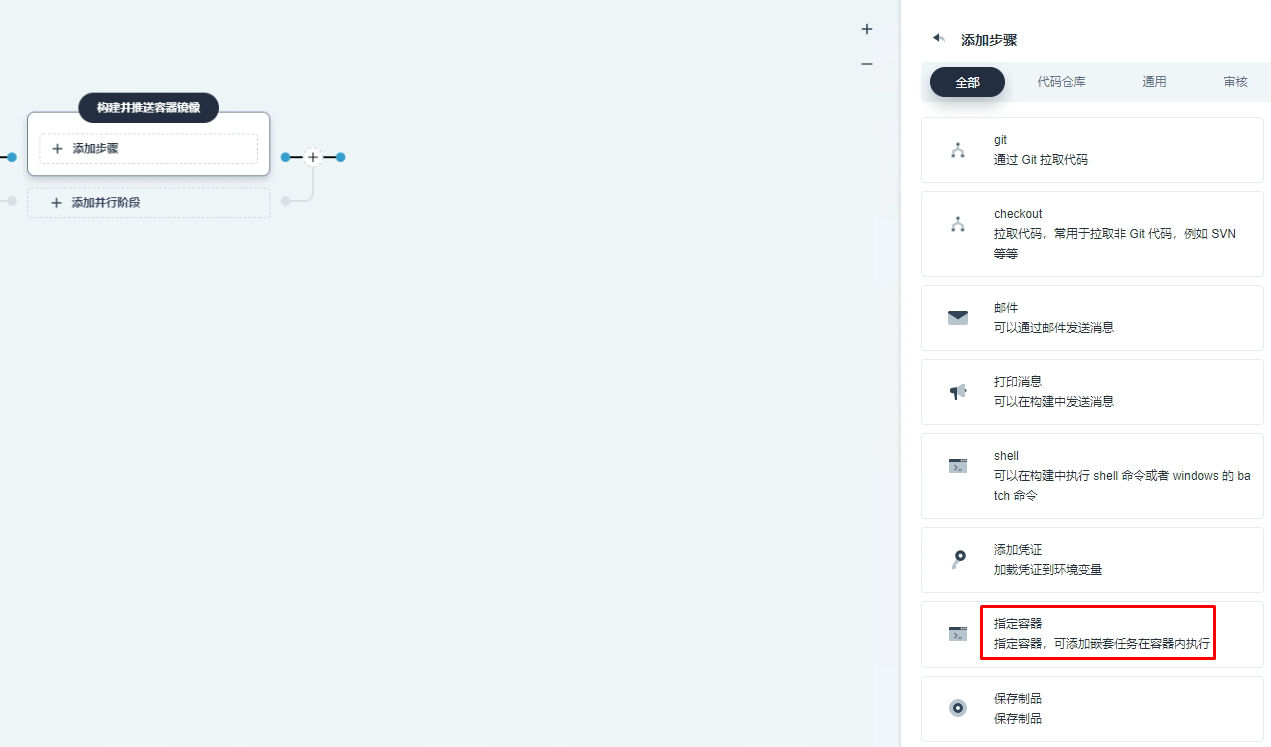 构建并推送容器镜像
添加步骤
添加并行阶段
添加步骤
全部 代码仓库 通用 审核
git
通过 Git 拉取代码
checkout
拉取代码，常用于拉取非 Git 代码，例如 SVN
等等
邮件
可以通过邮件发送消息
打印消息
可以在构建中发送消息
shell
可以在构建中执行 shell 命令或者 windows 的 ba
tch 命令
添加凭证
加载凭证到环境变量
指定容器
指定容器，可添加嵌套任务在容器内执行
保存制品
保存制品